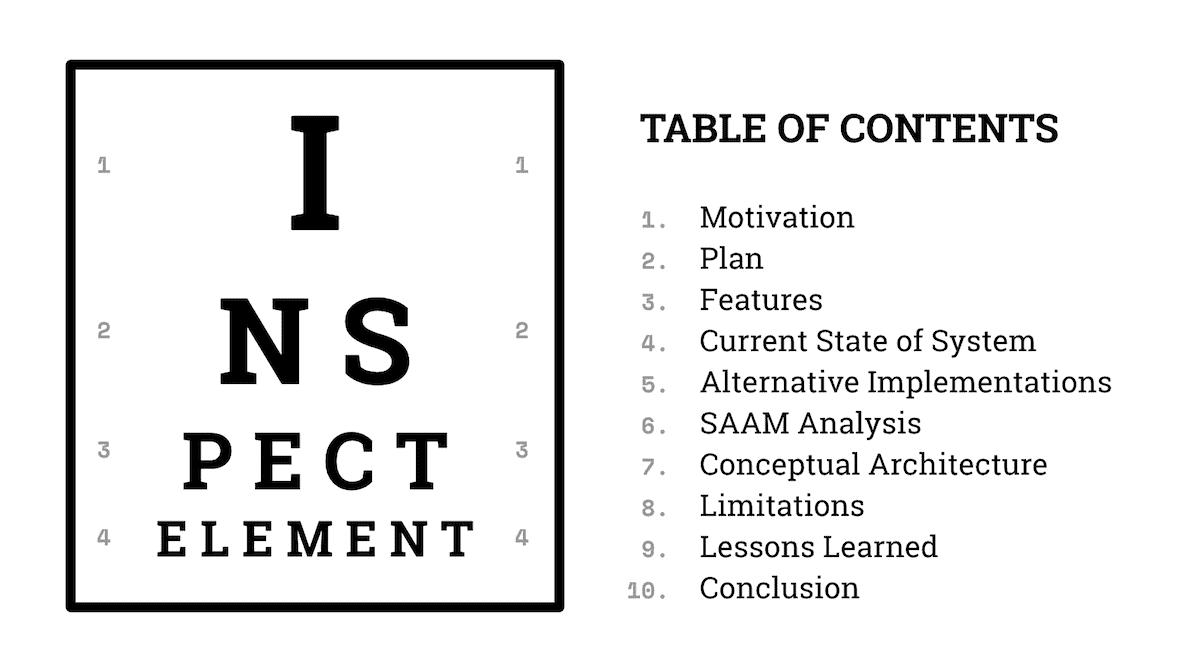 1 I 1
2 NS 2
3 PECT 3
4 ELEMENT 4
TABLE OF CONTENTS
1. Motivation
2. Plan
3. Features
4. Current State of System
5. Alternative Implementations
6. SAAM Analysis
7. Conceptual Architecture
8. Limitations
9. Lessons Learned
10. Conclusion